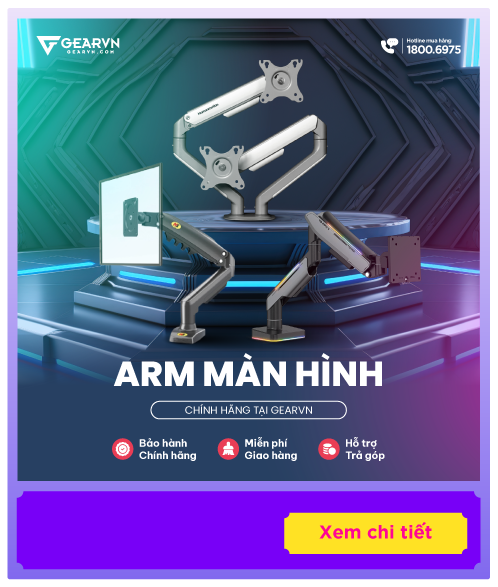 GEARVN
GEARVN.COM
Hotline mua hàng
1800.6975
ARM MÀN HÌNH
CHÍNH HÃNG TẠI GEARVN
Bảo hành
Chính hãng
Miễn phí
Giao hàng
Hỗ trợ
Trả góp
Xem chi tiết